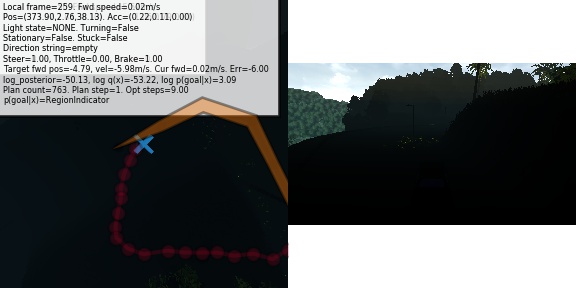 Local frame=259. Fwd speed=0.02m/s
Pos=(373.90,2.76,38.13). Acc=(0.22,0.11,0.00)
Light state=NONE. Turning=False
Stationary=False. Stuck=False
Direction string=empty
Steer=1.00, Throttle=0.00, Brake=1.00
Target fwd pos=-4.79, vel=-5.98m/s. Cur fwd=0.02m/s. Err=-6.00
log_posterior=-50.13, log q(x)=-53.22, log p(goal|x)=3.09
Plan count=763. Plan step=1. Opt steps=9.00
p(goal|x)=RegionIndicator